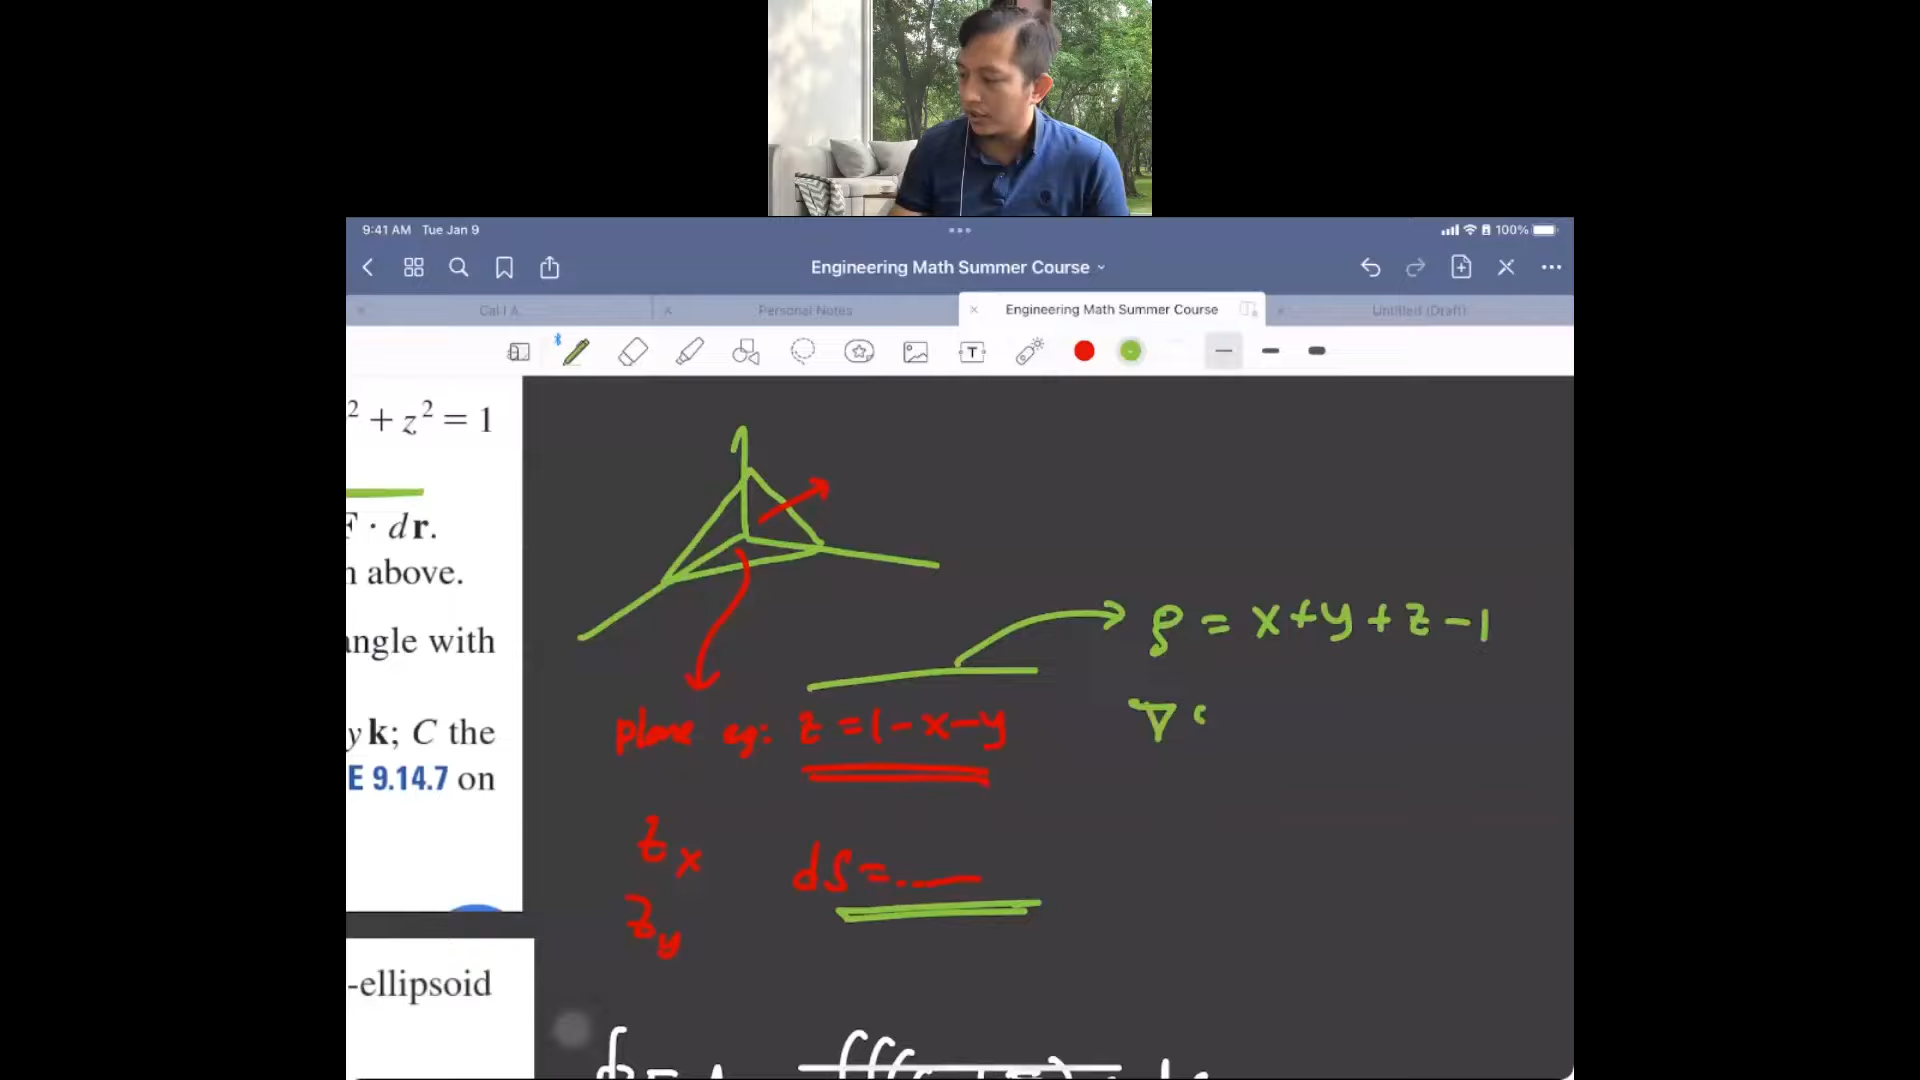 9:41 AM Tue Jan 9
100%
Engineering Math Summer Course
Cal I A
Personal Notes
Engineering Math Summer Course
Untitled (Draft)
T
2 + z2 = 1
F · dr.
n above.
angle with
yk; C the
E 9.14.7 on
-ellipsoid
ρ = x+y+z-1
∇
plane eq: z = 1-x-y
zx
dS = .....
zy